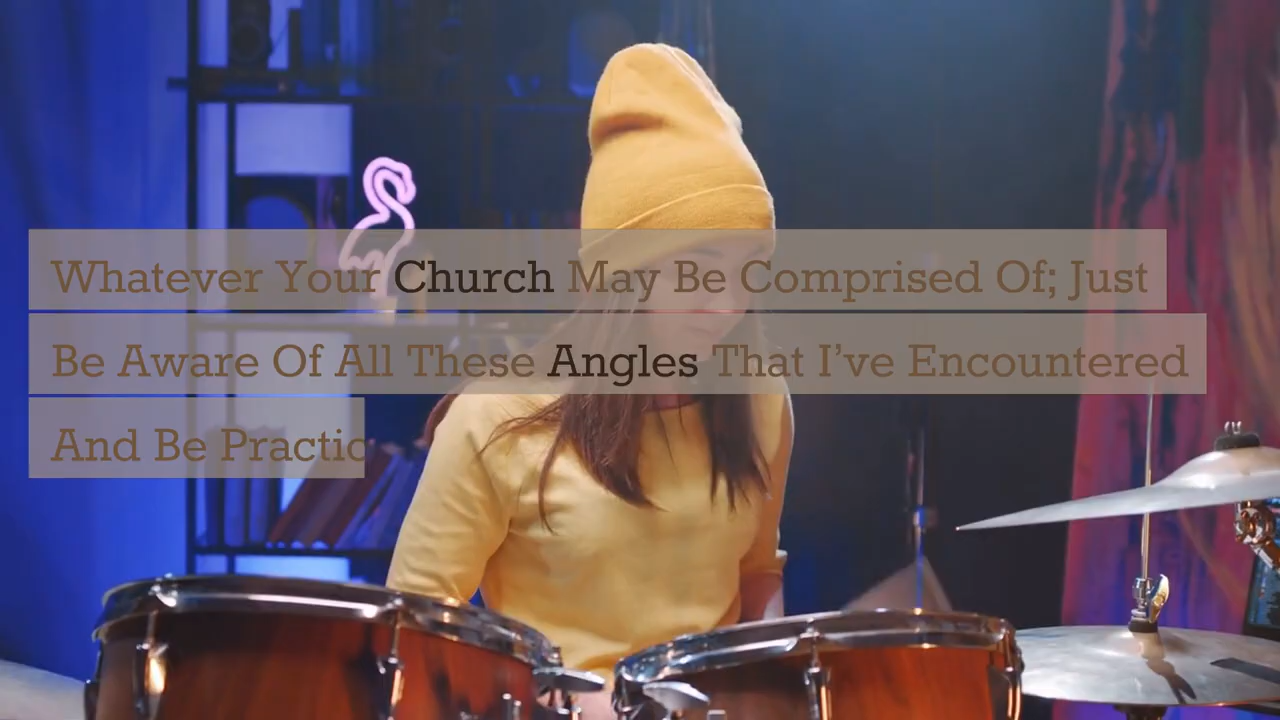 Whatever Your Church May Be Comprised Of; Just
Be Aware Of All These Angles That I’ve Encountered
And Be Practic